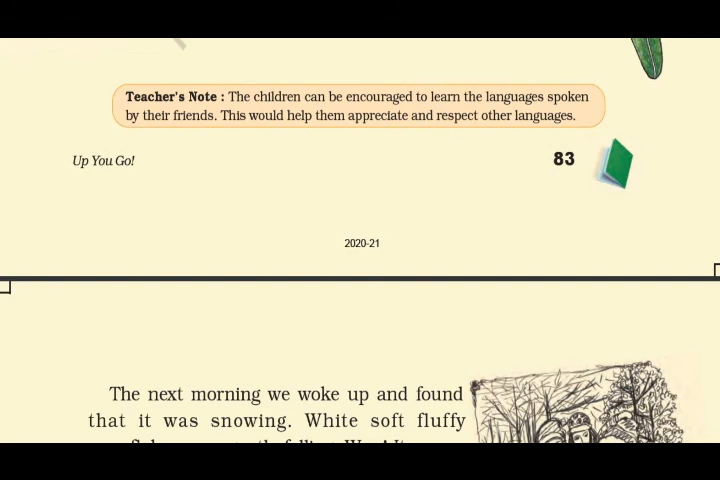 Teacher's Note : The children can be encouraged to learn the languages spoken
by their friends. This would help them appreciate and respect other languages.
Up You Go!
83
2020-21
The next morning we woke up and found
that it was snowing. White soft fluffy